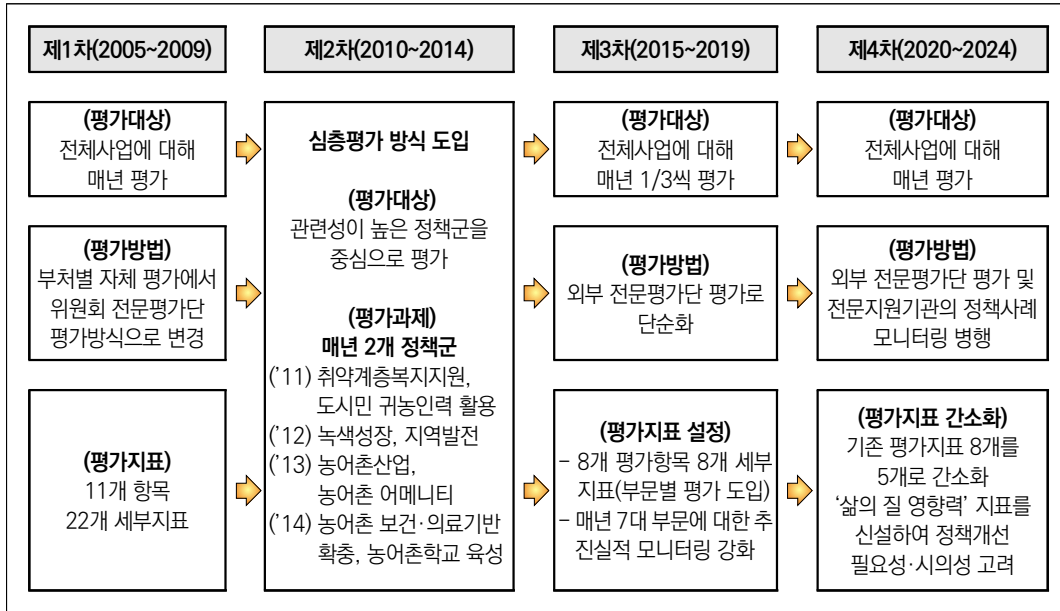 제1차(2005~2009)
(평가대상)
전체사업에 대해
매년 평가
(평가방법)
부처별 자체 평가에서
위원회 전문평가단
평가방식으로 변경
(평가지표)
11개 항목
22개 세부지표
제2차(2010~2014)
심층평가 방식 도입
(평가대상)
관련성이 높은 정책군을
중심으로 평가
(평가과제)
매년 2개 정책군
('11) 취약계층복지지원,
도시민 귀농인력 활용
('12) 녹색성장, 지역발전
('13) 농어촌산업,
농어촌 어메니티
('14) 농어촌 보건·의료기반
확충, 농어촌학교 육성
제3차(2015~2019)
(평가대상)
전체사업에 대해
매년 1/3씩 평가
(평가방법)
외부 전문평가단 평가로
단순화
(평가지표 설정)
- 8개 평가항목 8개 세부
지표(부문별 평가 도입)
- 매년 7대 부문에 대한 추
진실적 모니터링 강화
제4차(2020~2024)
(평가대상)
전체사업에 대해
매년 평가
(평가방법)
외부 전문평가단 평가 및
전문지원기관의 정책사례
모니터링 병행
(평가지표 간소화)
기존 평가지표 8개를
5개로 간소화
'삶의 질 영향력' 지표를
신설하여 정책개선
필요성·시의성 고려